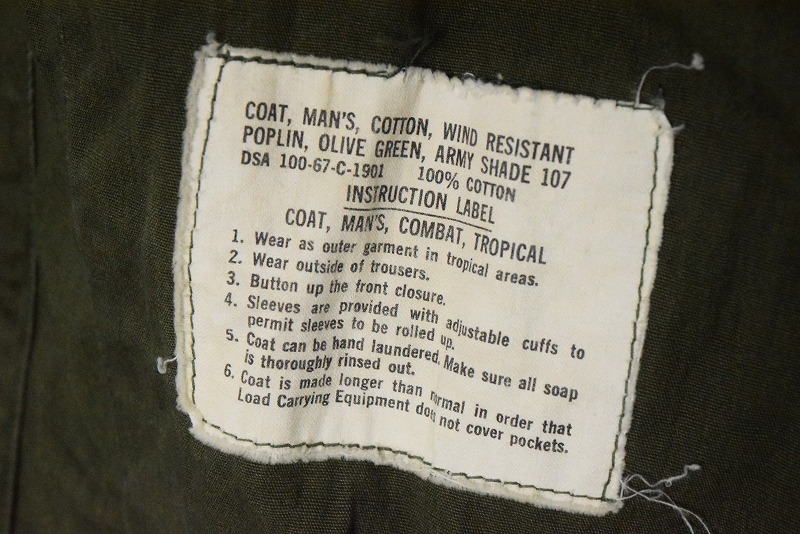 COAT, MAN'S, COTTON, WIND RESISTANT
POPLIN, OLIVE GREEN, ARMY SHADE 107
DSA 100-67-C-1901 100% COTTON
INSTRUCTION LABEL
COAT, MAN'S, COMBAT, TROPICAL
1. Wear as outer garment in tropical areas.
2. Wear outside of trousers.
3. Button up the front closure.
4. Sleeves are provided with adjustable cuffs to
permit sleeves to be rolled up.
5. Coat can be hand laundered. Make sure all soap
is thoroughly rinsed out.
6. Coat is made longer than normal in order that
Load Carrying Equipment does not cover pockets.